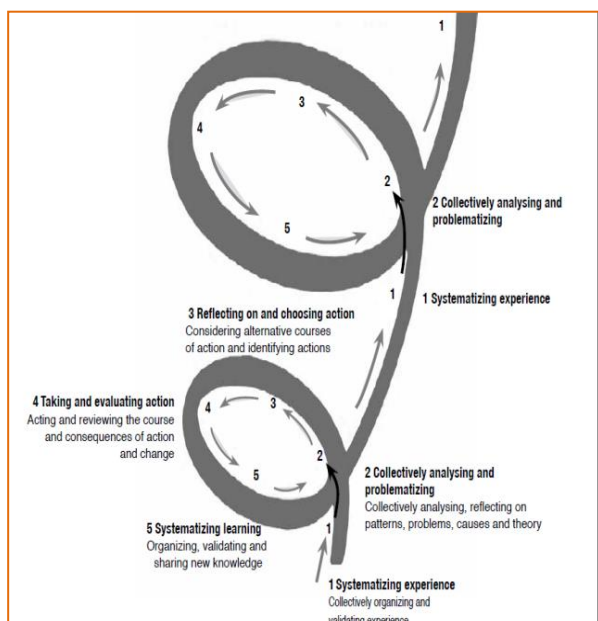 1
3
4
2
5
2 Collectively analysing and
problematizing
1
1 Systematizing experience
3 Reflecting on and choosing action
Considering alternative courses
of action and identifying actions
4 Taking and evaluating action
Acting and reviewing the course
and consequences of action
and change
4
3
2
5
2 Collectively analysing and
problematizing
Collectively analysing, reflecting on
patterns, problems, causes and theory
5 Systematizing learning
Organizing, validating and
sharing new knowledge
1
1 Systematizing experience
Collectively organizing and
validating experience